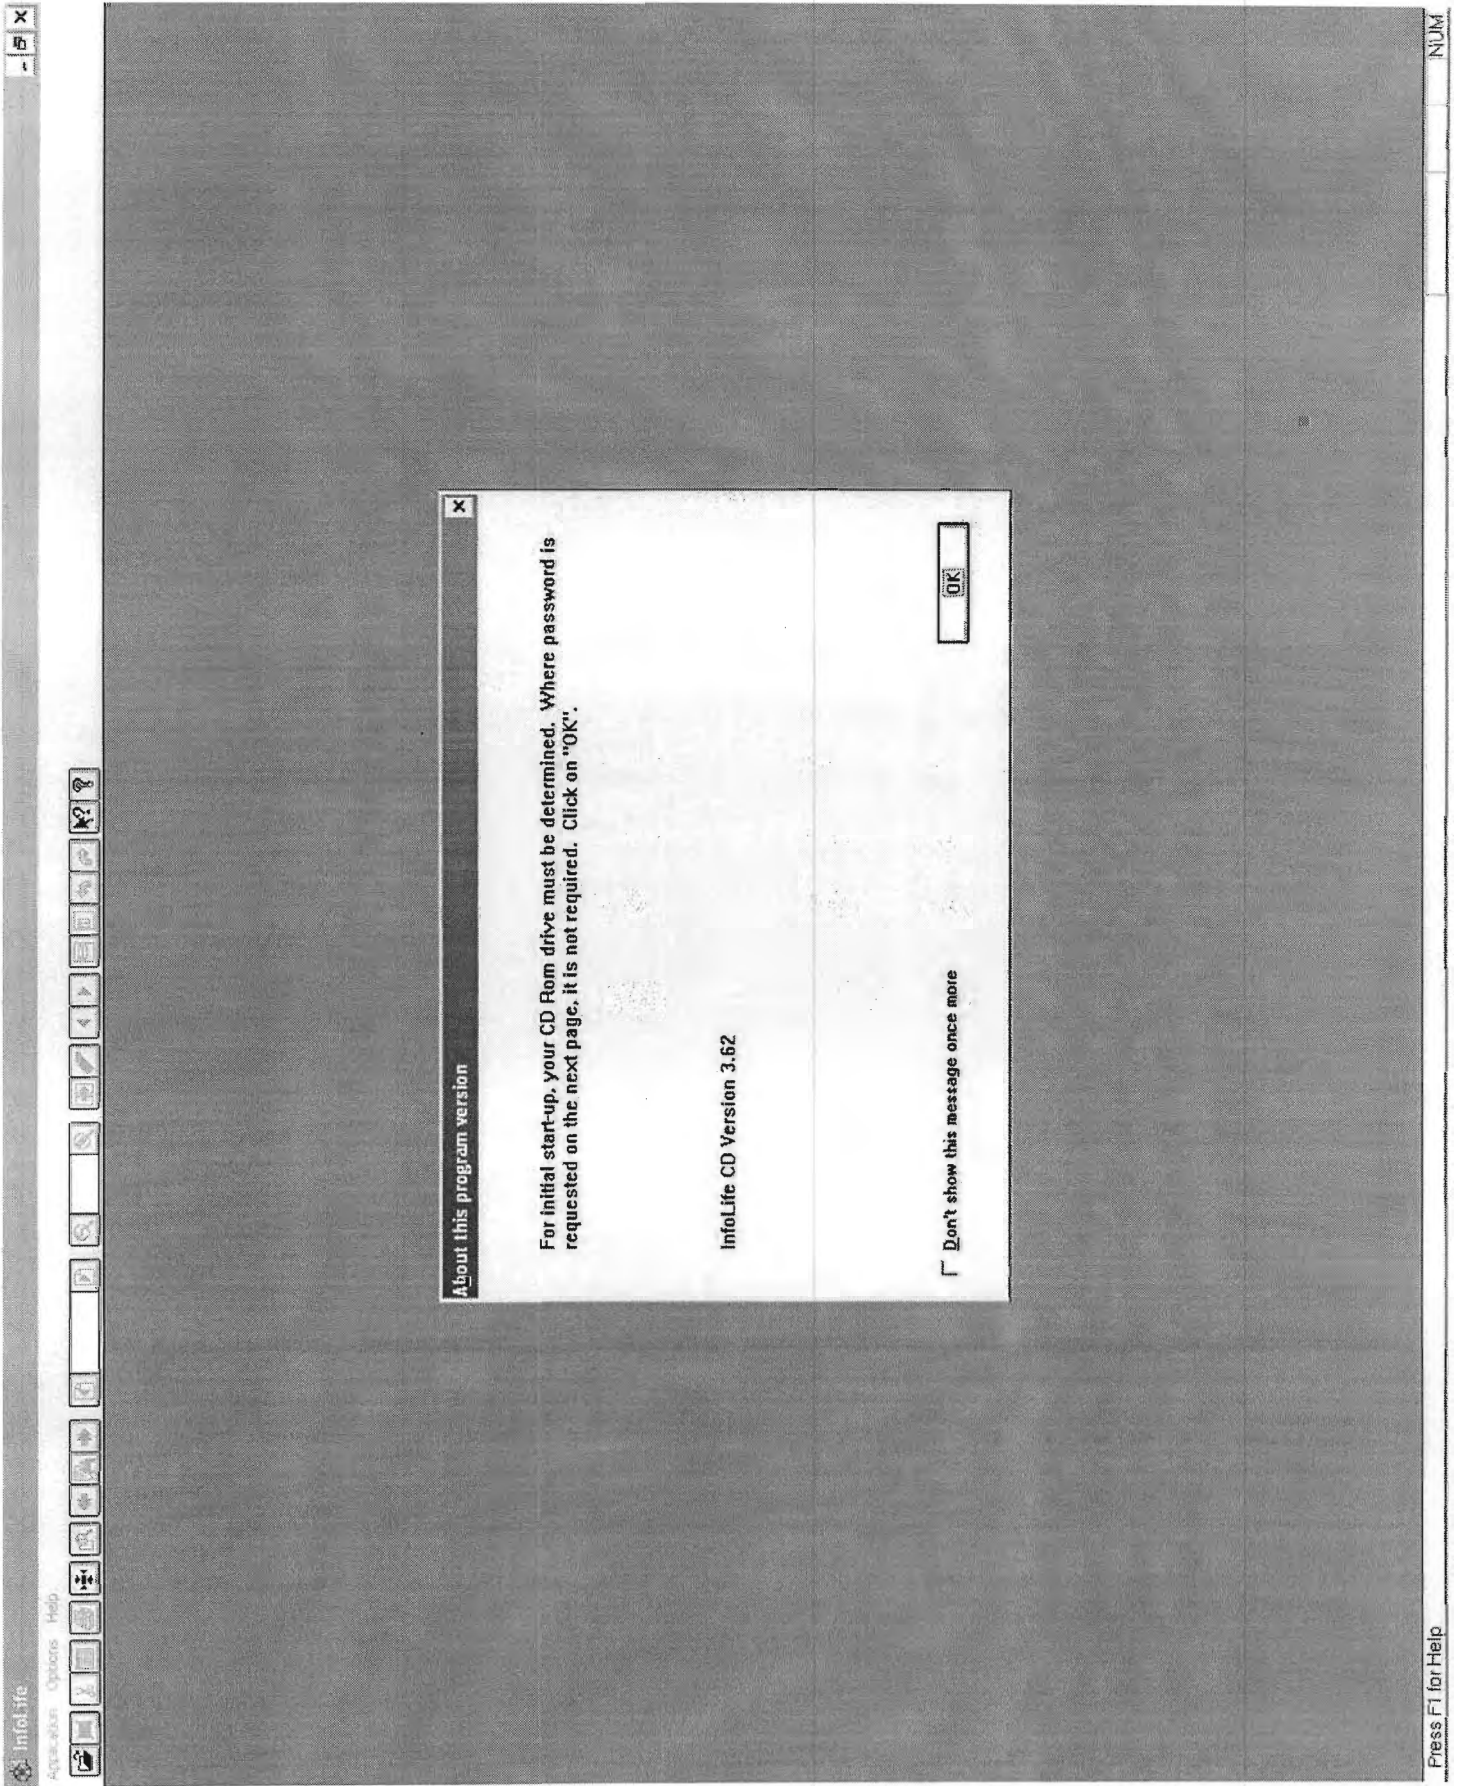 InfoLife
Application Options Help
About this program version
For initial start-up, your CD Rom drive must be determined. Where password is
requested on the next page, it is not required. Click on "OK".
InfoLife CD Version 3.62
Don't show this message once more
OK
Press F1 for Help
NUM